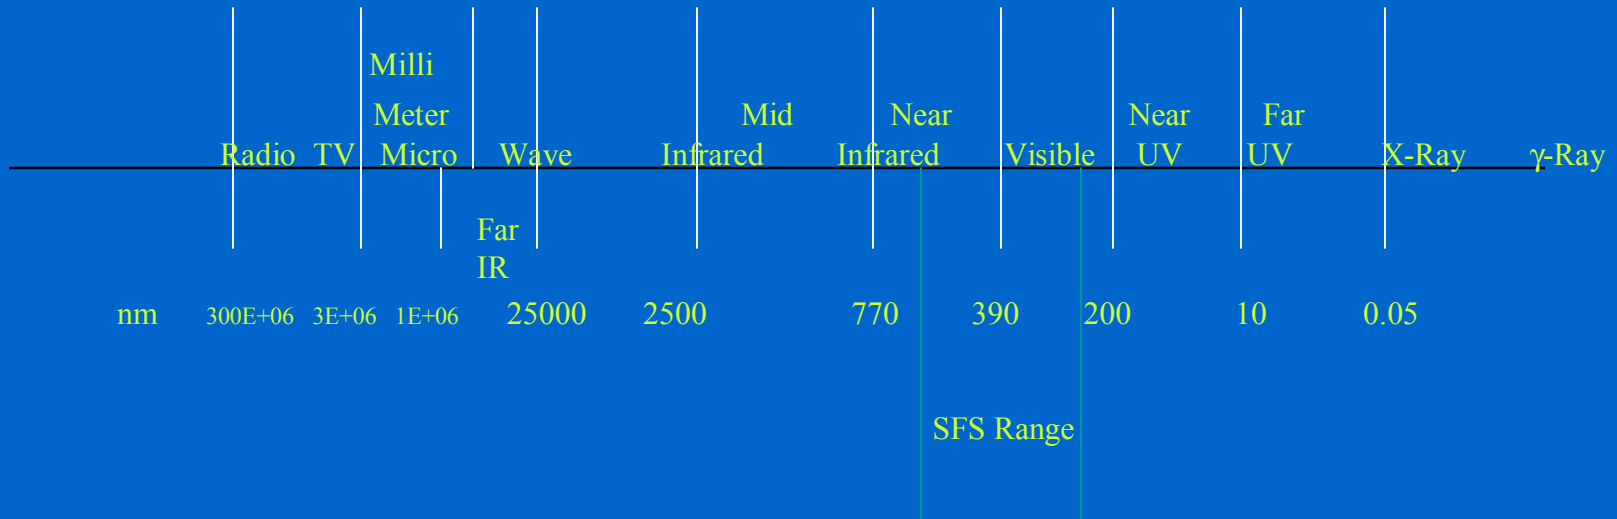 Milli
Meter Mid Near Near Far
Radio TV Micro Wave Infrared Infrared Visible UV UV X-Ray γ-Ray
Far
IR
nm 300E+06 3E+06 1E+06 25000 2500 770 390 200 10 0.05
SFS Range